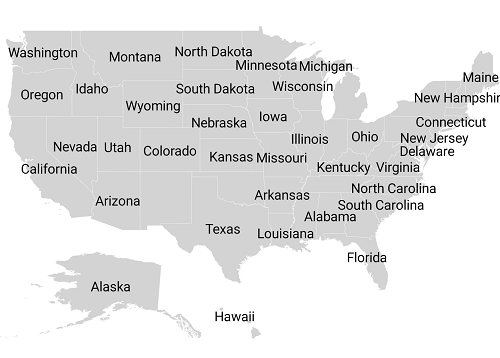 Washington
Montana
North Dakota
Minnesota
Michigan
Maine
Oregon
Idaho
South Dakota
Wisconsin
Wyoming
New Hampshir
Nebraska
Iowa
Connecticut
Nevada
Utah
Colorado
Illinois
Ohio
New Jersey
Delaware
Kansas
Missouri
California
Kentucky
Virginia
Arizona
Arkansas
North Carolina
South Carolina
Alabama
Texas
Louisiana
Florida
Alaska
Hawaii